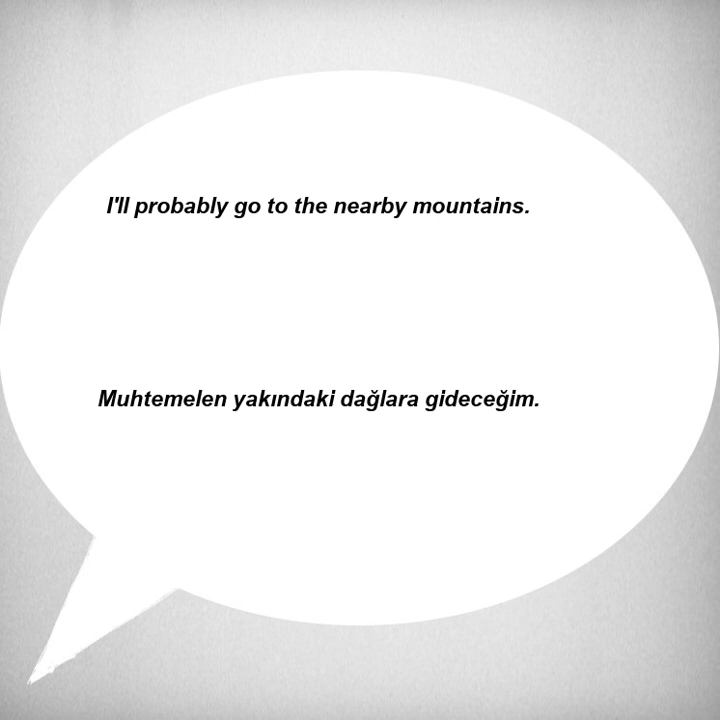 I'll probably go to the nearby mountains.
Muhtemelen yakındaki dağlara gideceğim.